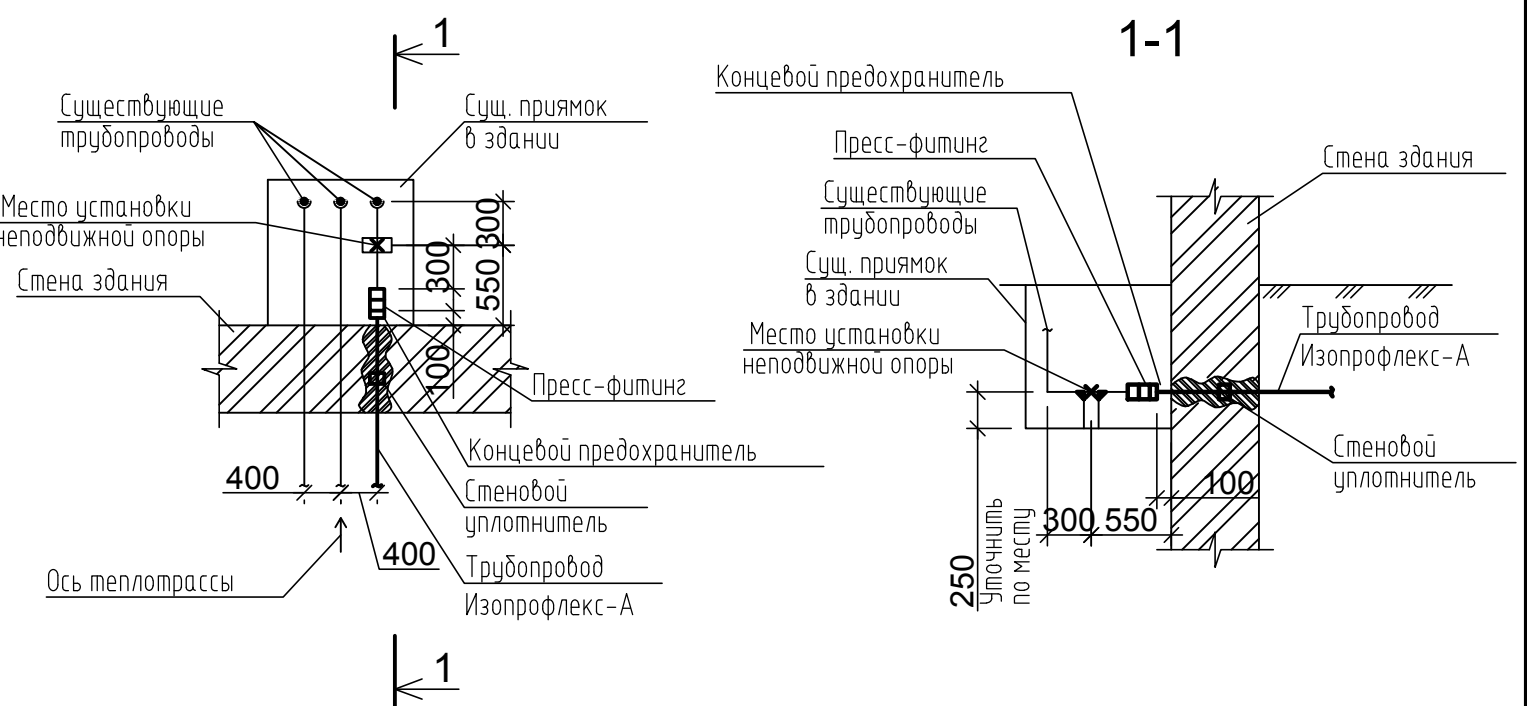 1
Существующие
трубопроводы
Сущ. приямок
в здании
Место установки
неподвижной опоры
Стена здания
300
300
550
100
Пресс-фитинг
Концевой предохранитель
400
Стеновой
уплотнитель
400
Трубопровод
Изопрофлекс-А
Ось теплотрассы
1
1-1
Концевой предохранитель
Пресс-фитинг
Существующие
трубопроводы
Сущ. приямок
в здании
Место установки
неподвижной опоры
Стена здания
Трубопровод
Изопрофлекс-А
Стеновой
уплотнитель
100
300
550
250
Уточнить
по месту